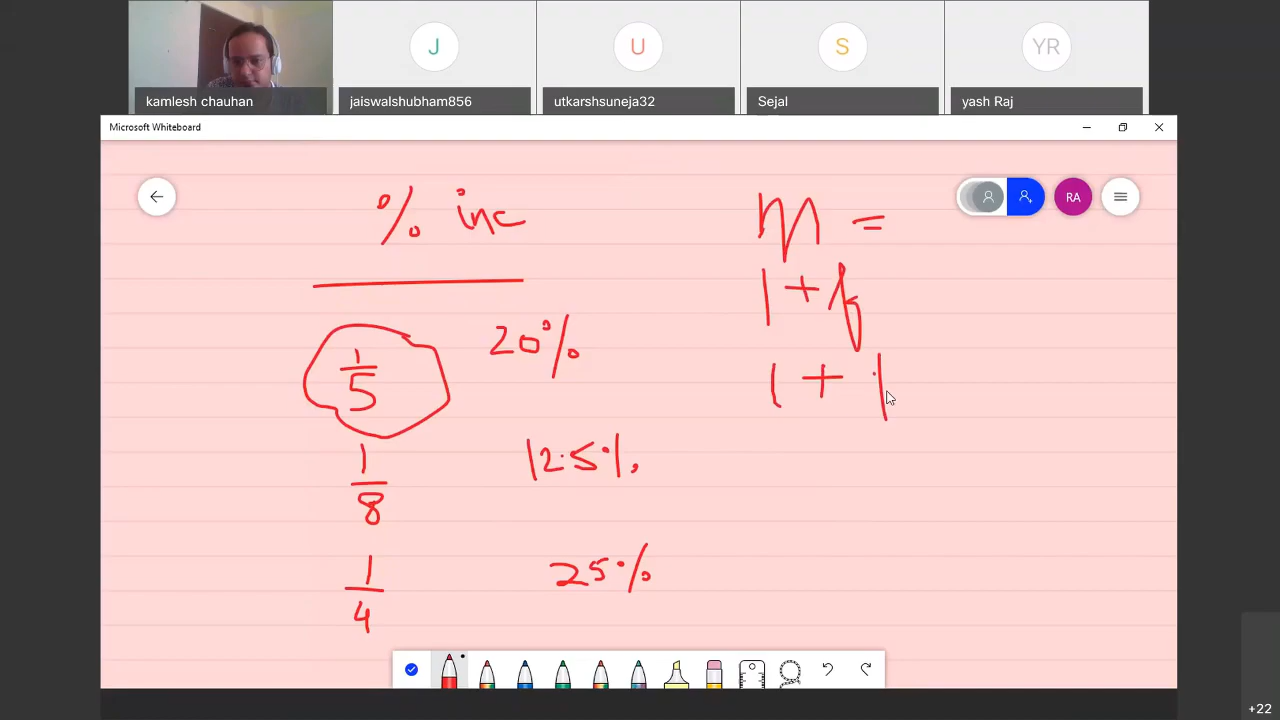 J U S YR
kamlesh chauhan jaiswalshubham856 utkarshsuneja32 Sejal yash Raj
Microsoft Whiteboard
RA
% inc
m =
1 + f
1/5 20%
1 + 1
1/8 12.5%
1/4 25%
+22